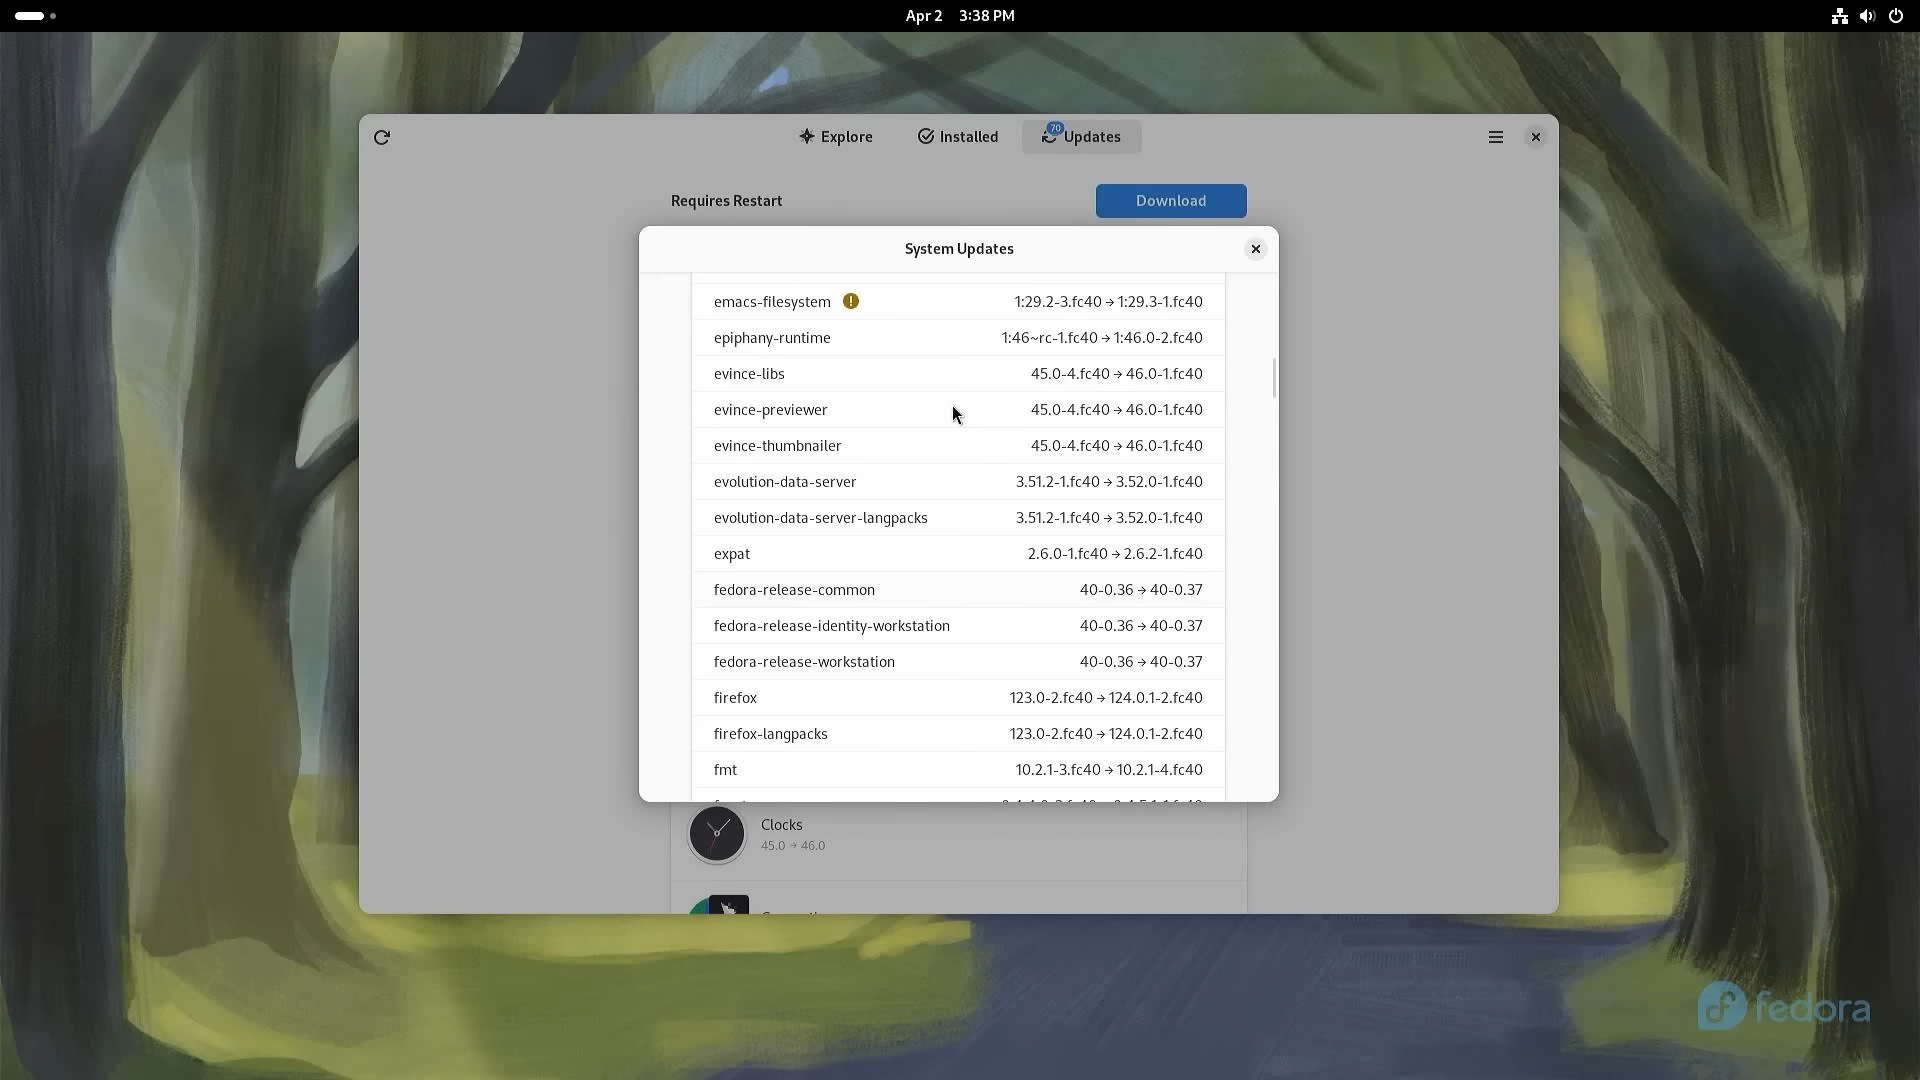 Apr 2 3:38 PM
Explore
Installed
70
Updates
Requires Restart
Download
System Updates
emacs-filesystem 1:29.2-3.fc40 → 1:29.3-1.fc40
epiphany-runtime 1:46~rc-1.fc40 → 1:46.0-2.fc40
evince-libs 45.0-4.fc40 → 46.0-1.fc40
evince-previewer 45.0-4.fc40 → 46.0-1.fc40
evince-thumbnailer 45.0-4.fc40 → 46.0-1.fc40
evolution-data-server 3.51.2-1.fc40 → 3.52.0-1.fc40
evolution-data-server-langpacks 3.51.2-1.fc40 → 3.52.0-1.fc40
expat 2.6.0-1.fc40 → 2.6.2-1.fc40
fedora-release-common 40-0.36 → 40-0.37
fedora-release-identity-workstation 40-0.36 → 40-0.37
fedora-release-workstation 40-0.36 → 40-0.37
firefox 123.0-2.fc40 → 124.0.1-2.fc40
firefox-langpacks 123.0-2.fc40 → 124.0.1-2.fc40
fmt 10.2.1-3.fc40 → 10.2.1-4.fc40
Clocks
45.0 → 46.0
fedora